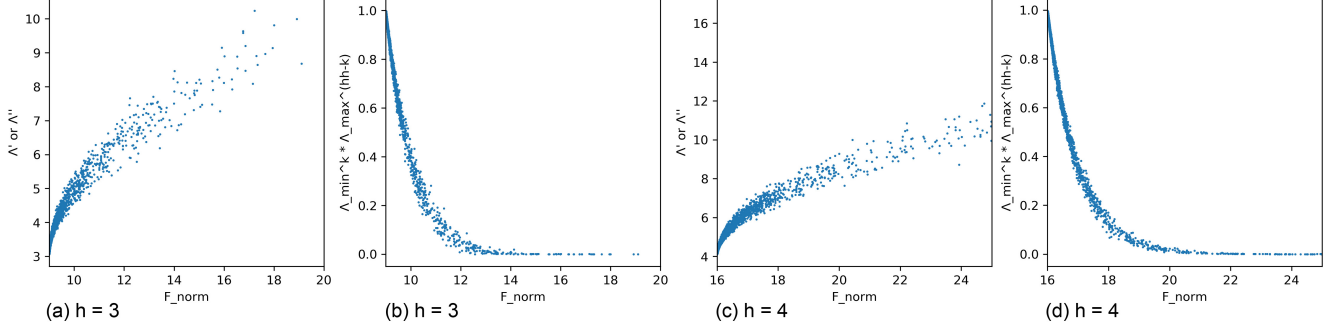 10
9
8
7
6
5
4
3
Λ' or Λ''
10 12 14 16 18 20
F_norm
(a) h = 3
1.0
0.8
0.6
0.4
0.2
0.0
Λ_min^k * Λ_max^(hh-k)
10 12 14 16 18 20
F_norm
(b) h = 3
16
14
12
10
8
6
4
Λ' or Λ''
16 18 20 22 24
F_norm
(c) h = 4
1.0
0.8
0.6
0.4
0.2
0.0
Λ_min^k * Λ_max^(hh-k)
16 18 20 22 24
F_norm
(d) h = 4